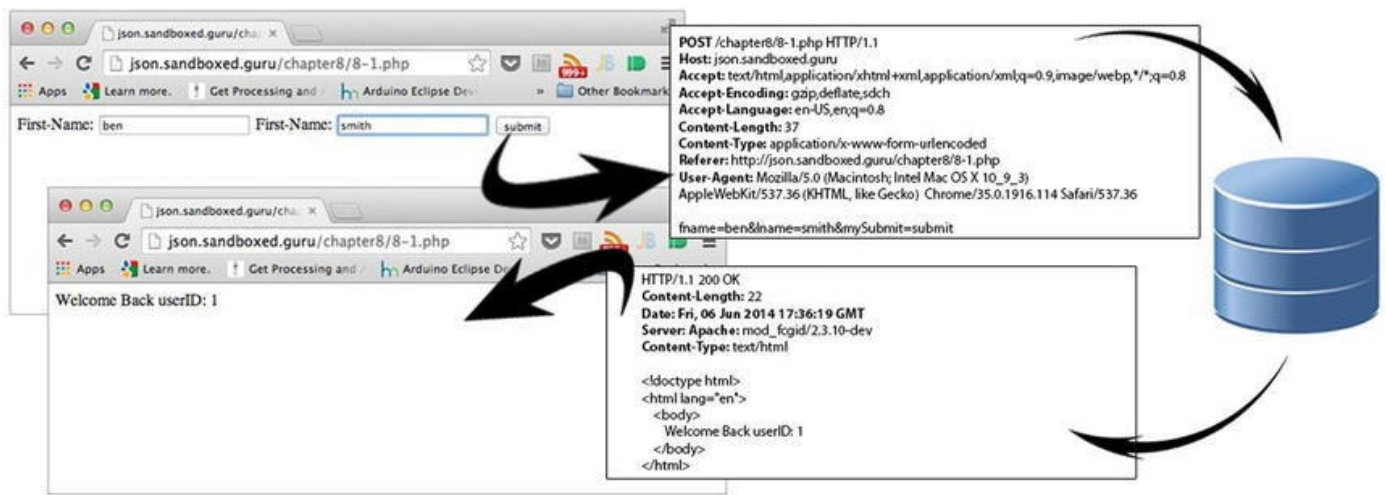 json.sandboxed.guru/cha
json.sandboxed.guru/chapter8/8-1.php
999+
JB
Apps Learn more. Get Processing and Arduino Eclipse Dev » Other Bookmark
First-Name: ben First-Name: smith submit
POST /chapter8/8-1.php HTTP/1.1
Host: json.sandboxed.guru
Accept: text/html,application/xhtml+xml,application/xml;q=0.9,image/webp,*/*;q=0.8
Accept-Encoding: gzip,deflate,sdch
Accept-Language: en-US,en;q=0.8
Content-Length: 37
Content-Type: application/x-www-form-urlencoded
Referer: http://json.sandboxed.guru/chapter8/8-1.php
User-Agent: Mozilla/5.0 (Macintosh; Intel Mac OS X 10_9_3)
AppleWebKit/537.36 (KHTML, like Gecko) Chrome/35.0.1916.114 Safari/537.36
fname=ben&lname=smith&mySubmit=submit
json.sandboxed.guru/cha
json.sandboxed.guru/chapter8/8-1.php
JB
Apps Learn more. Get Processing and Arduino Eclipse De
Welcome Back userID: 1
HTTP/1.1 200 OK
Content-Length: 22
Date: Fri, 06 Jun 2014 17:36:19 GMT
Server: Apache: mod_fcgid/2.3.10-dev
Content-Type: text/html
<!doctype html>
<html lang="en">
<body>
Welcome Back userID: 1
</body>
</html>